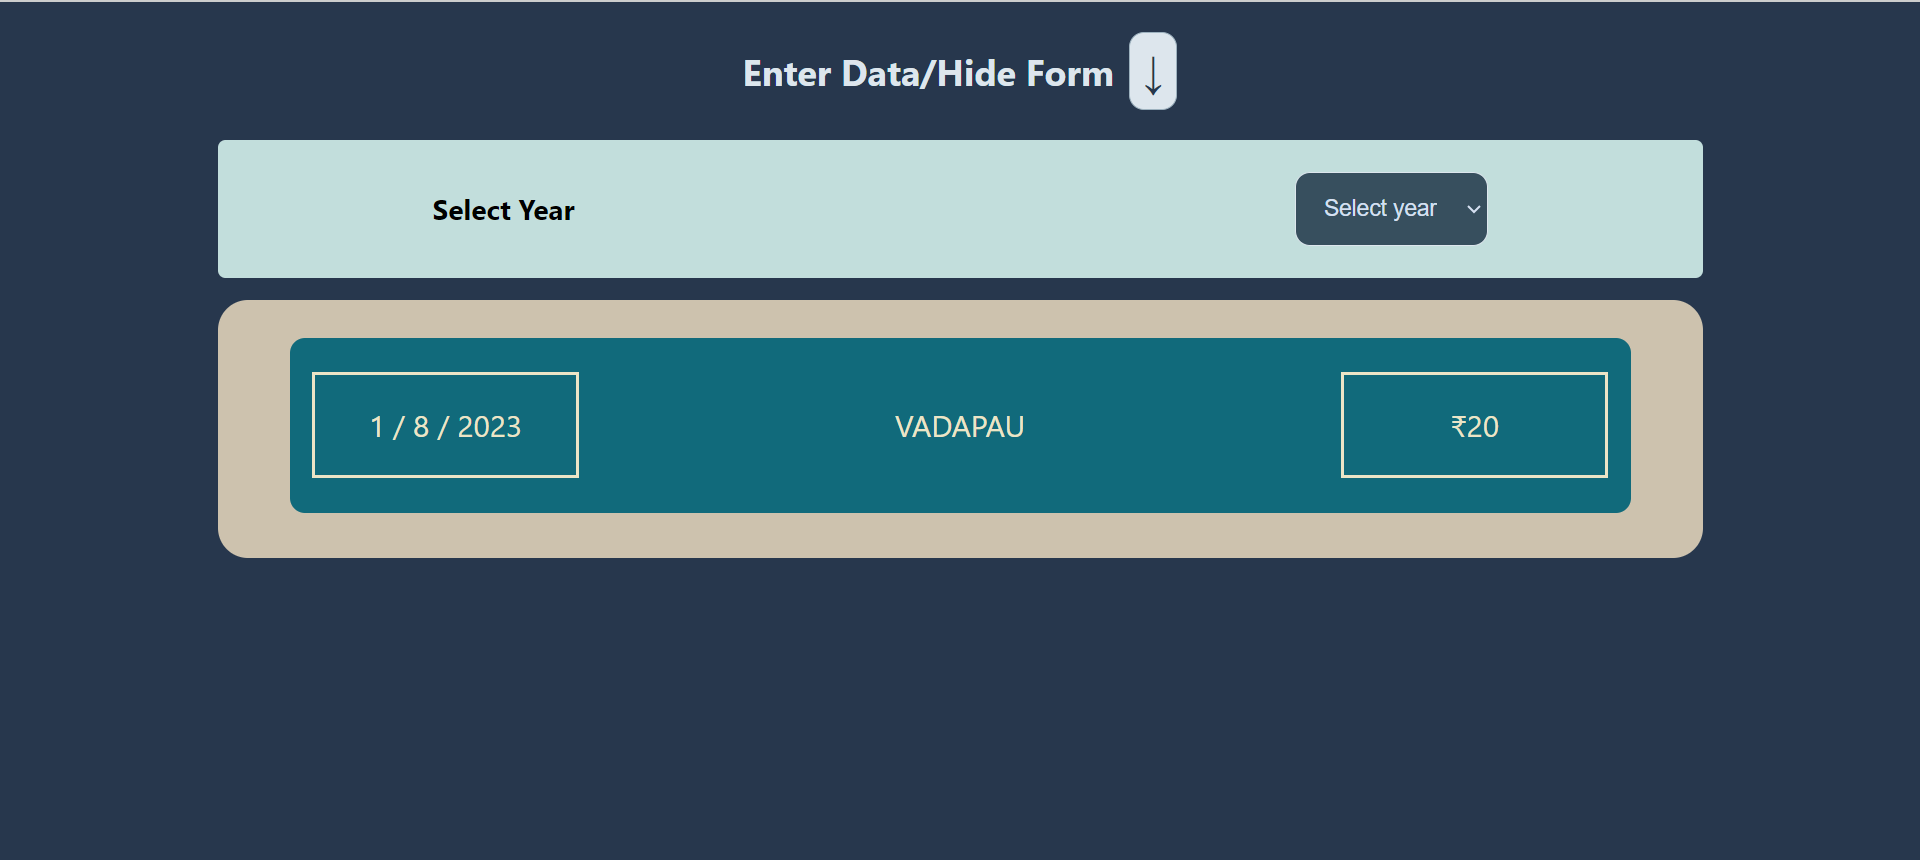 Enter Data/Hide Form ↓
Select Year Select year
1 / 8 / 2023 VADAPAU ₹20